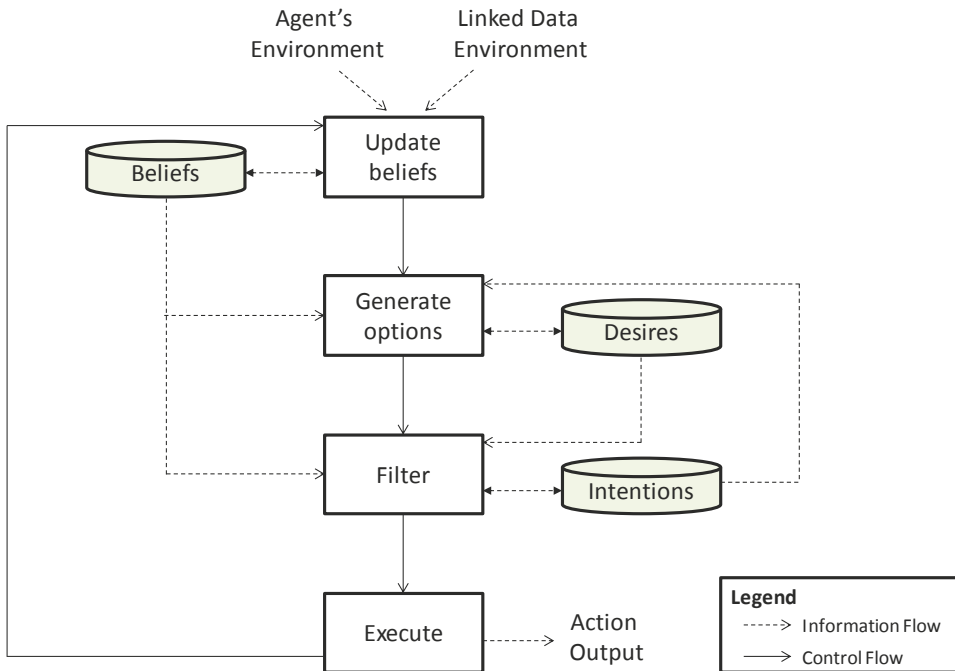 Agent's
Environment
Linked Data
Environment
Update
beliefs
Beliefs
Generate
options
Desires
Filter
Intentions
Execute
Action
Output
Legend
Information Flow
Control Flow